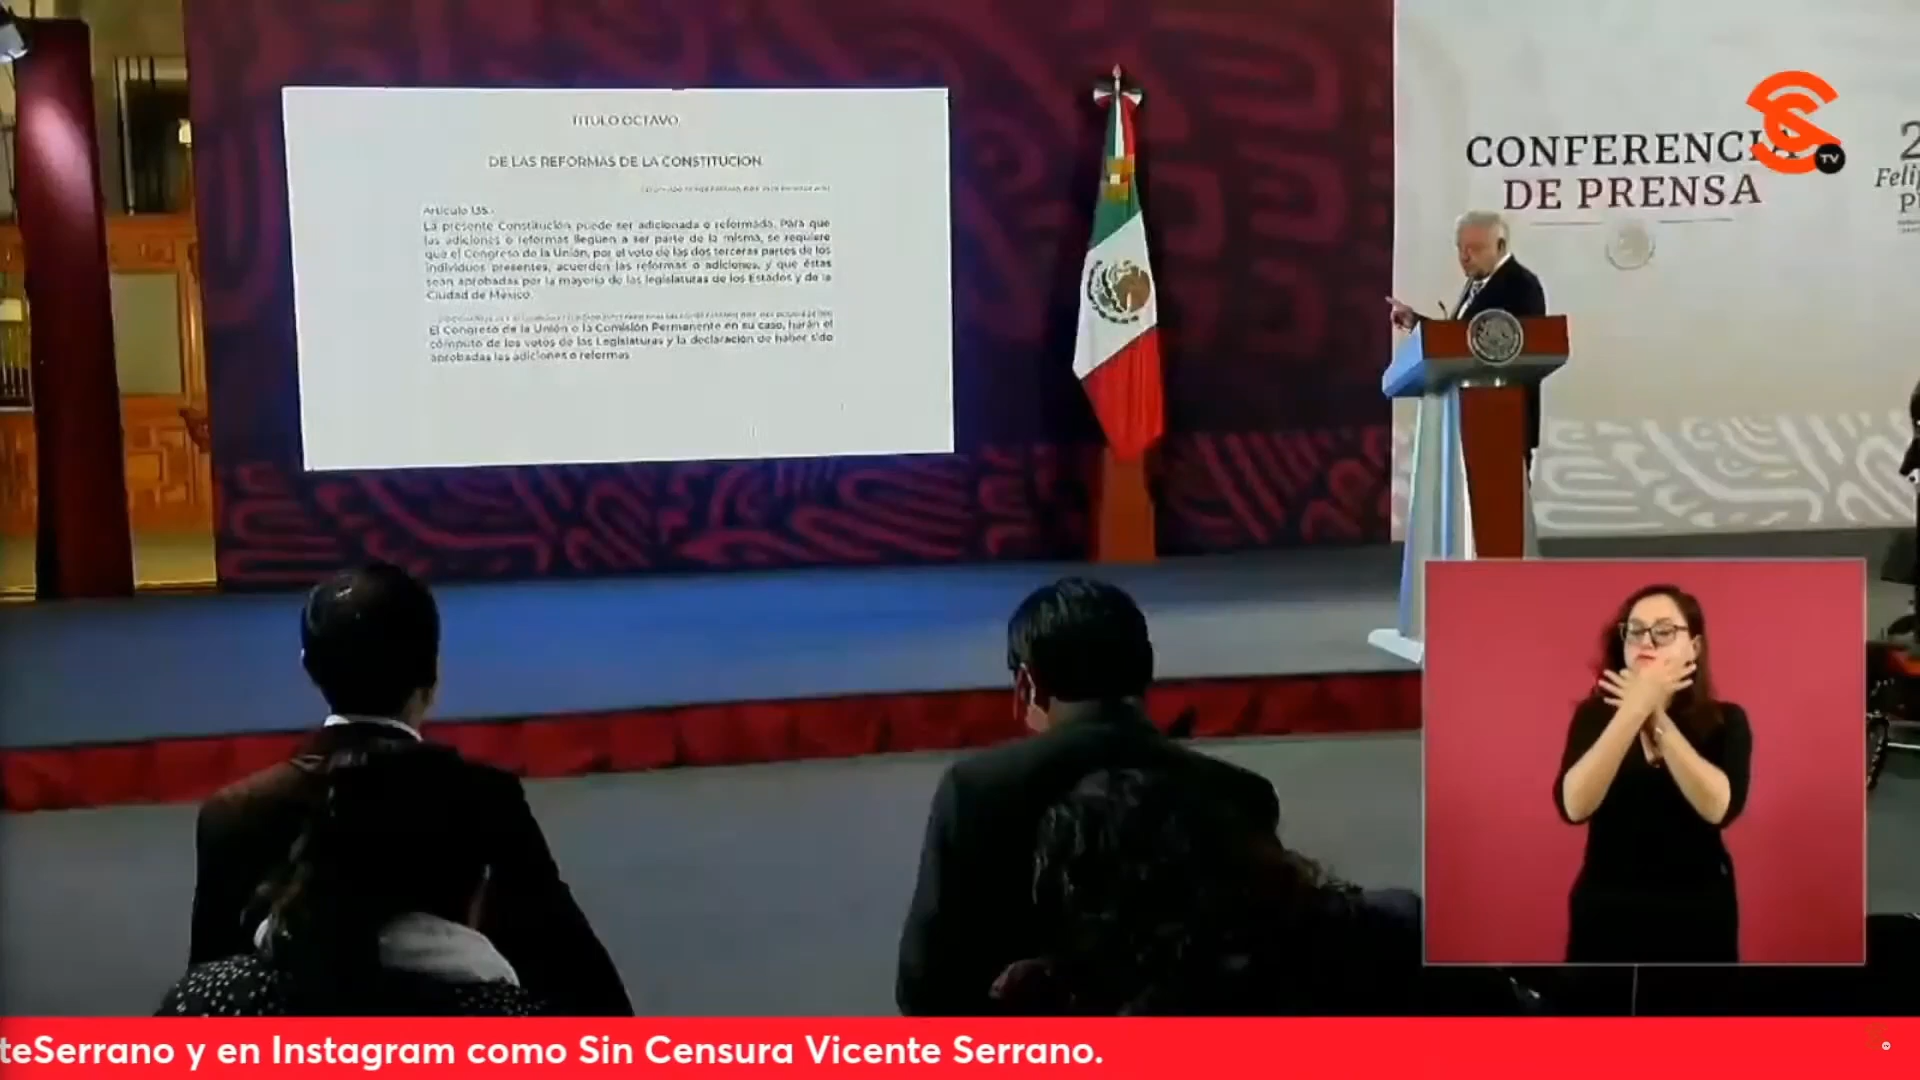 TITULO OCTAVO
DE LAS REFORMAS DE LA CONSTITUCION
Artículo 135.-
La presente Constitución puede ser adicionada o reformada. Para que
las adiciones o reformas lleguen a ser parte de la misma, se requiere
que el Congreso de la Unión, por el voto de las dos terceras partes de los
individuos presentes, acuerden las reformas o adiciones, y que éstas
sean aprobadas por la mayoría de las legislaturas de los Estados y de la
Ciudad de México.
El Congreso de la Unión o la Comisión Permanente en su caso, harán el
cómputo de los votos de las Legislaturas y la declaración de haber sido
aprobadas las adiciones o reformas
CONFERENCIA
DE PRENSA
TV
2
Felip
P
teSerrano y en Instagram como Sin Censura Vicente Serrano.